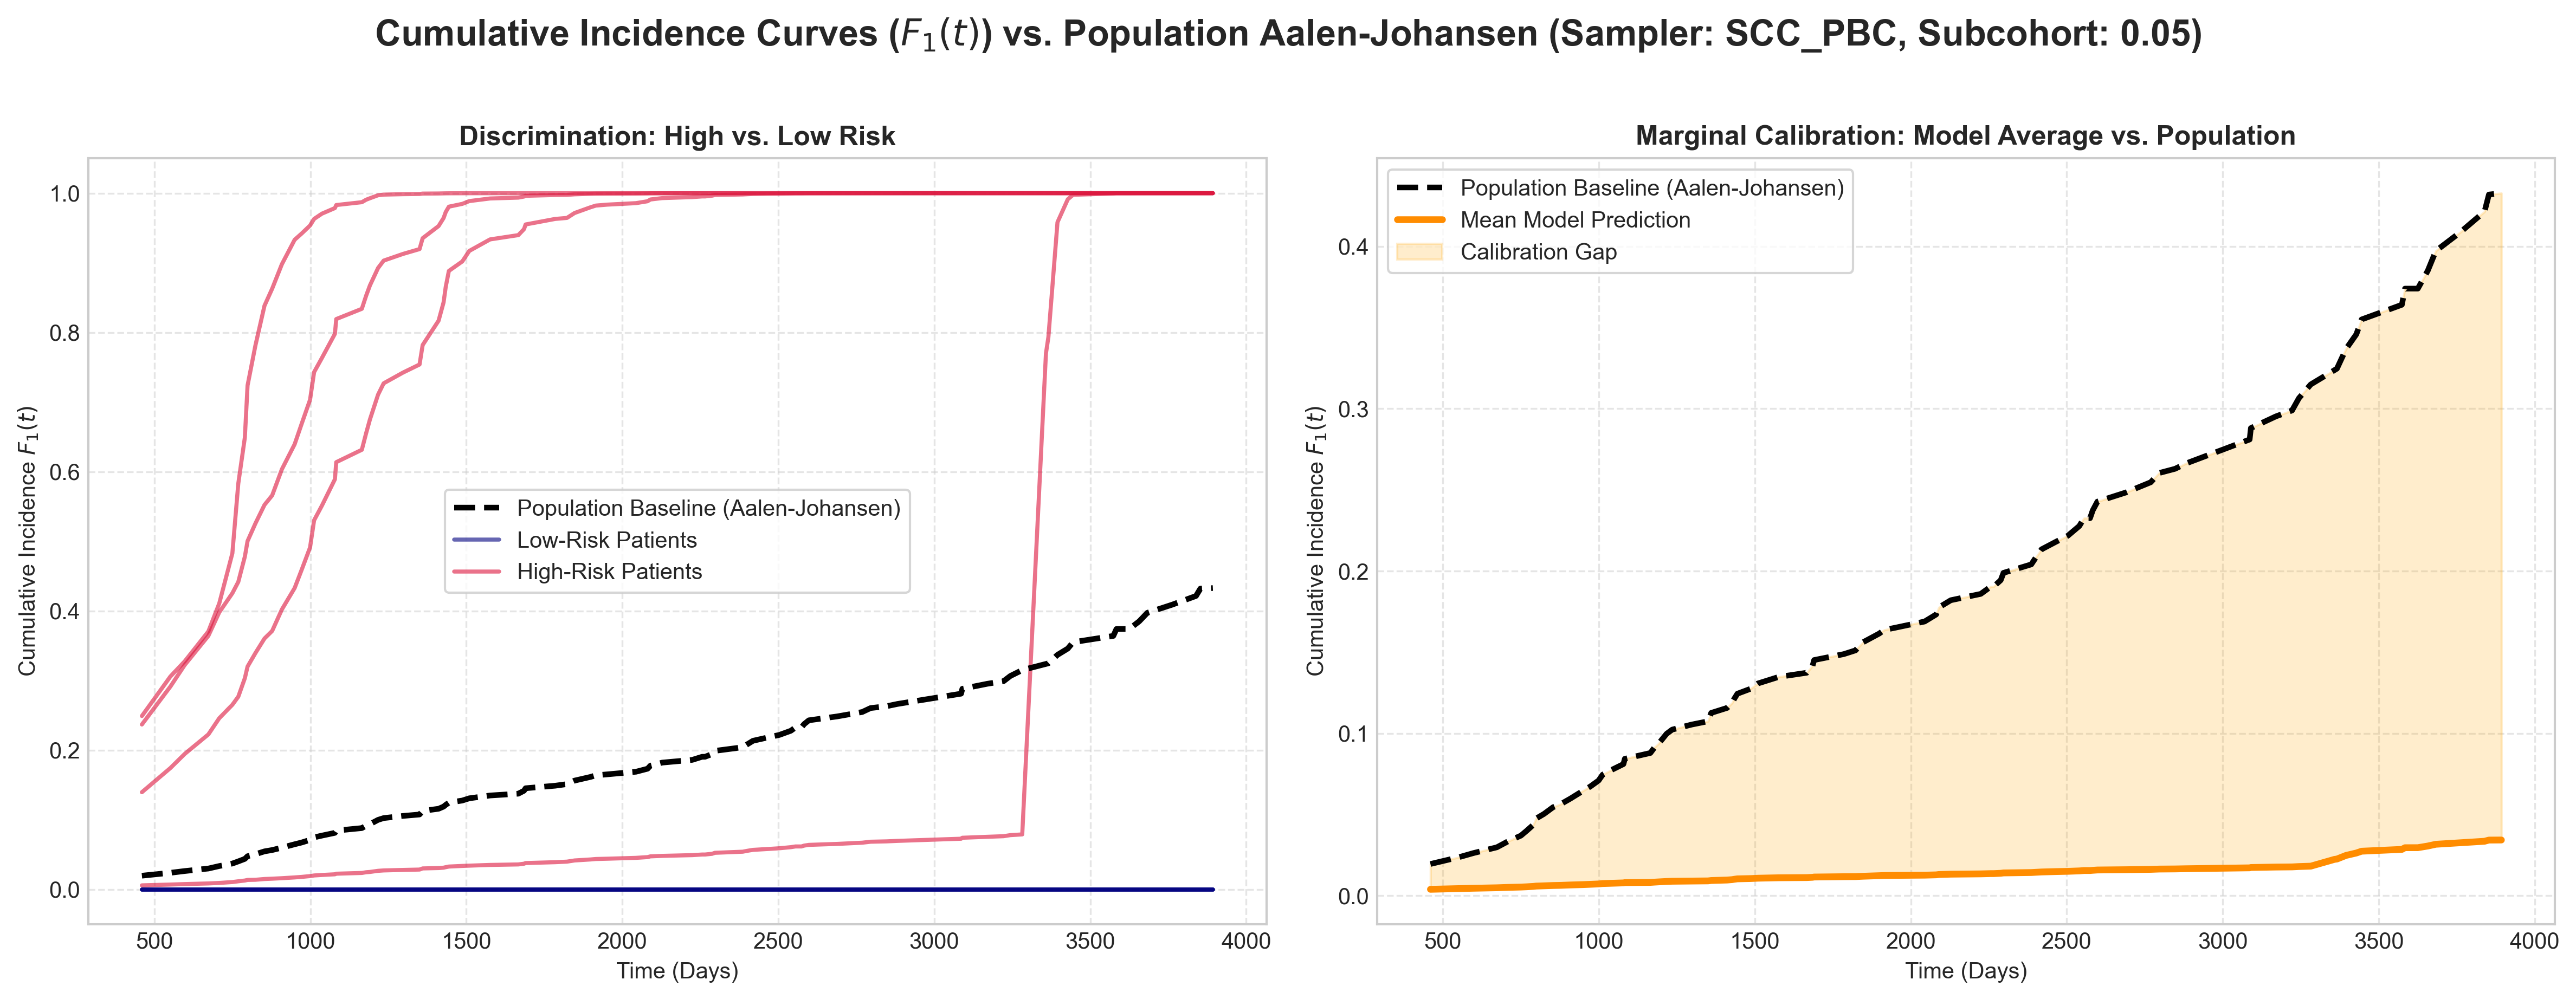 Cumulative Incidence Curves (F₁(t)) vs. Population Aalen-Johansen (Sampler: SCC_PBC, Subcohort: 0.05)
Discrimination: High vs. Low Risk
Cumulative Incidence F₁(t)
1.0
0.8
0.6
0.4
0.2
0.0
Population Baseline (Aalen-Johansen)
Low-Risk Patients
High-Risk Patients
500 1000 1500 2000 2500 3000 3500 4000
Time (Days)
Marginal Calibration: Model Average vs. Population
Cumulative Incidence F₁(t)
Population Baseline (Aalen-Johansen)
Mean Model Prediction
Calibration Gap
0.4
0.3
0.2
0.1
0.0
500 1000 1500 2000 2500 3000 3500 4000
Time (Days)